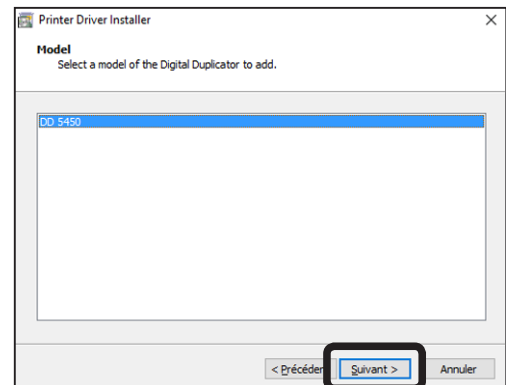 Printer Driver Installer
Model
Select a model of the Digital Duplicator to add.
DD 5450
< Précéden Suivant > Annuler